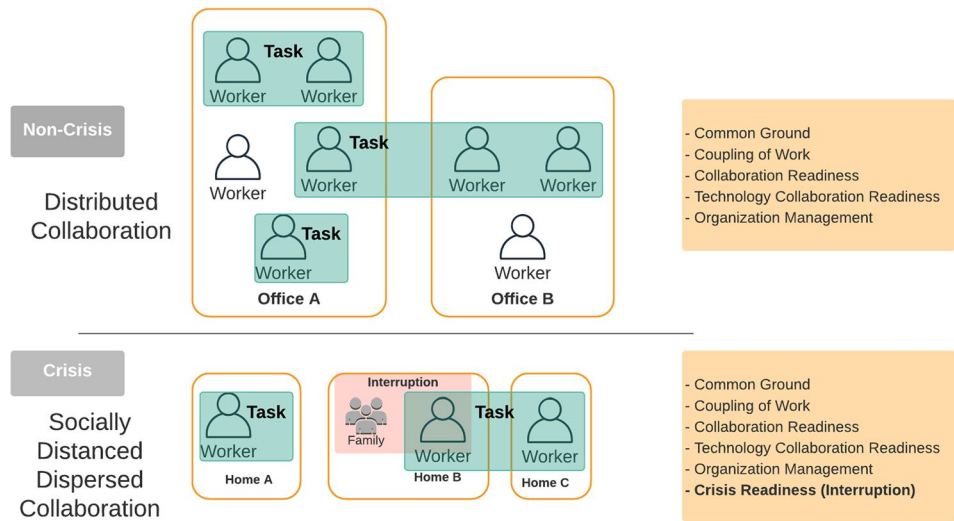 Task
Worker Worker
Non-Crisis
Distributed
Collaboration
Task
Worker
Worker Worker Worker
Task
Worker
Office A
Worker
Office B
- Common Ground
- Coupling of Work
- Collaboration Readiness
- Technology Collaboration Readiness
- Organization Management
Crisis
Socially
Distanced
Dispersed
Collaboration
Task
Worker
Home A
Interruption
Family
Task
Worker Worker
Home B
Home C
- Common Ground
- Coupling of Work
- Collaboration Readiness
- Technology Collaboration Readiness
- Organization Management
- Crisis Readiness (Interruption)